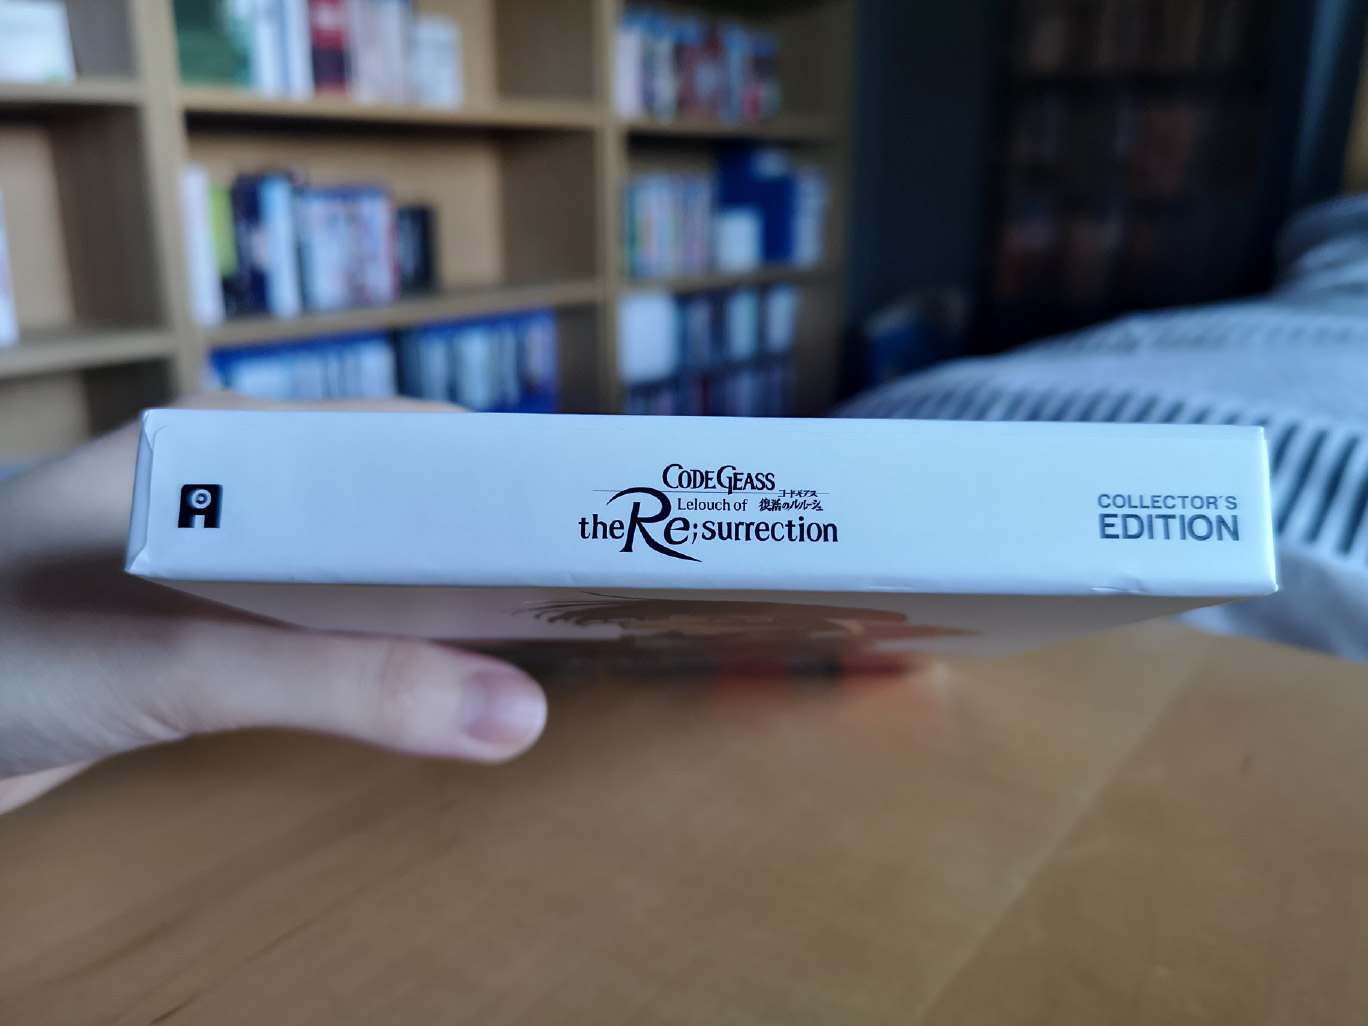 CODE GEASS
コードギアス
Lelouch of 復活のルルーシュ
the Re;surrection
COLLECTOR'S
EDITION